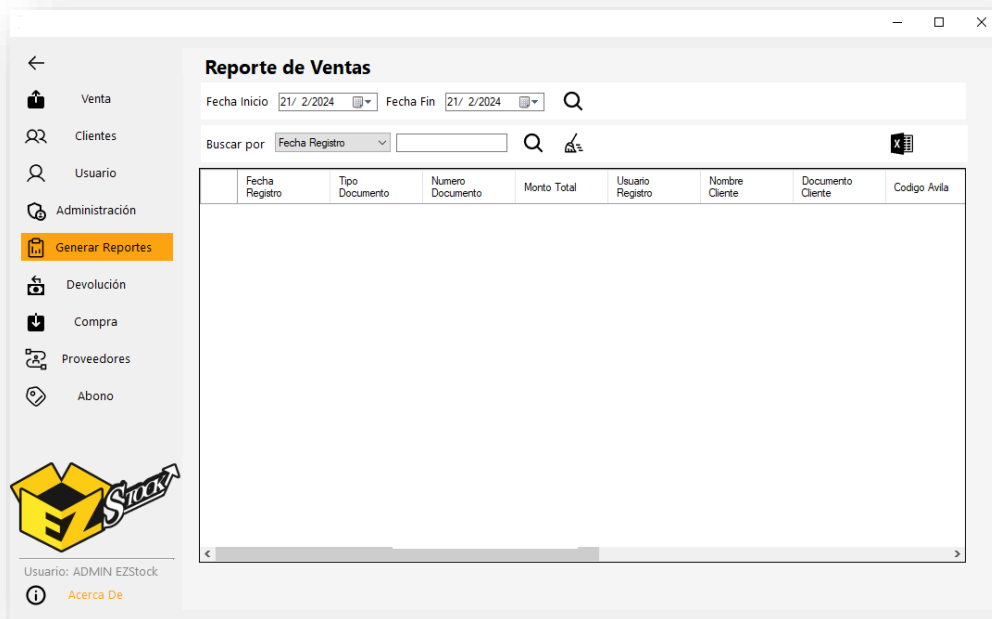 Reporte de Ventas
Fecha Inicio 21/ 2/2024 Fecha Fin 21/ 2/2024
Buscar por Fecha Registro
Fecha Registro Tipo Documento Numero Documento Monto Total Usuario Registro Nombre Cliente Documento Cliente Codigo Avila
Venta
Clientes
Usuario
Administración
Generar Reportes
Devolución
Compra
Proveedores
Abono
EZ STOCK
Usuario: ADMIN EZStock
Acerca De